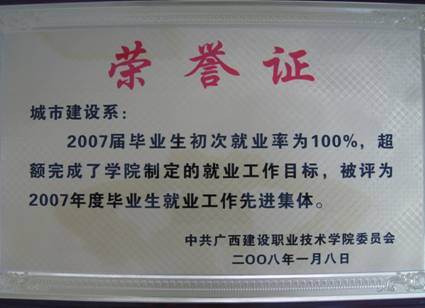 荣誉证
城市建设系：
2007届毕业生初次就业率为100%，超
额完成了学院制定的就业工作目标，被评为
2007年度毕业生就业工作先进集体。
中共广西建设职业技术学院委员会
二〇〇八年一月八日